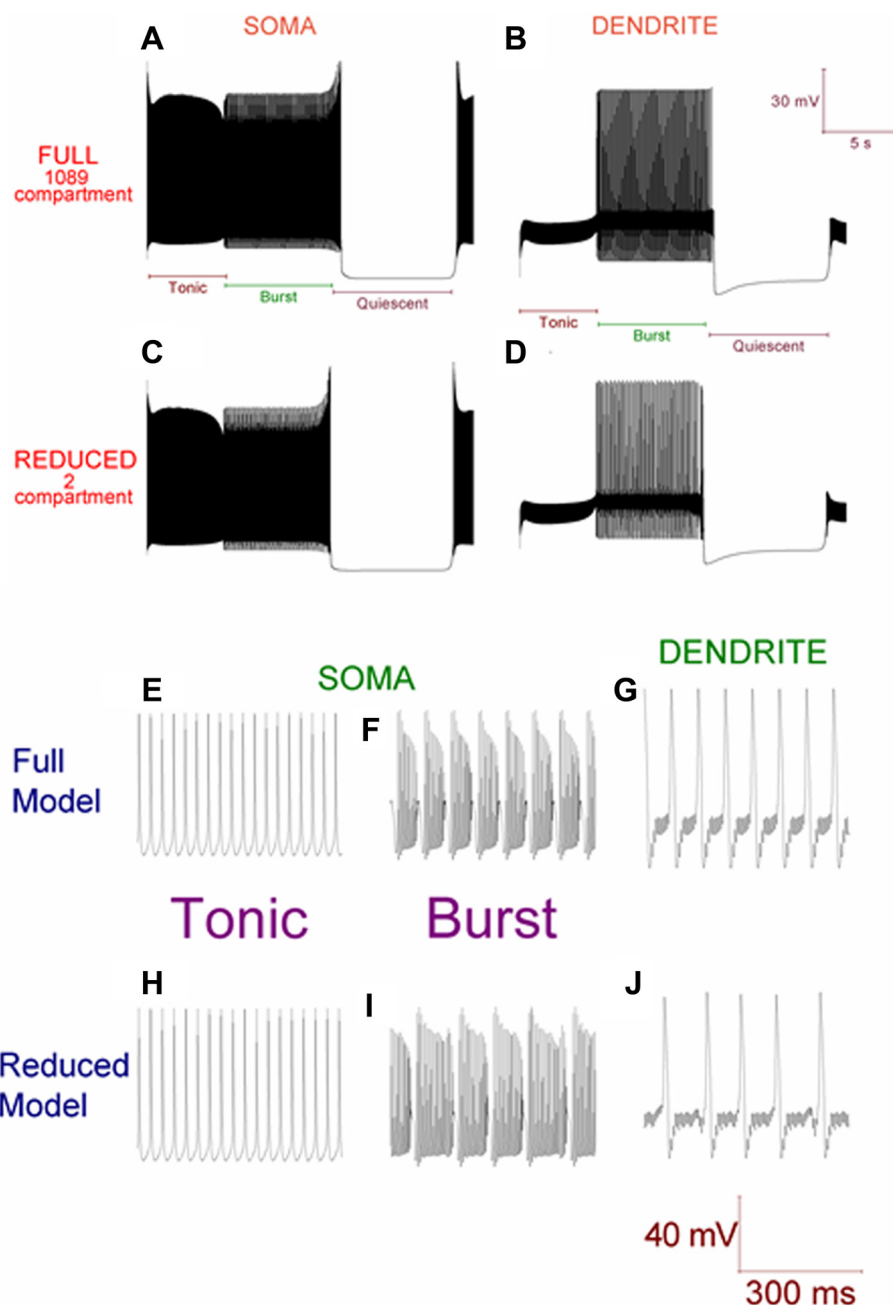 A
SOMA
B
DENDRITE
30 mV
5 s
FULL
1089
compartment
Tonic
Burst
Quiescent
Tonic
Burst
Quiescent
C
D
REDUCED
2
compartment
SOMA
DENDRITE
E
F
G
Full
Model
Tonic
Burst
H
I
J
Reduced
Model
40 mV
300 ms